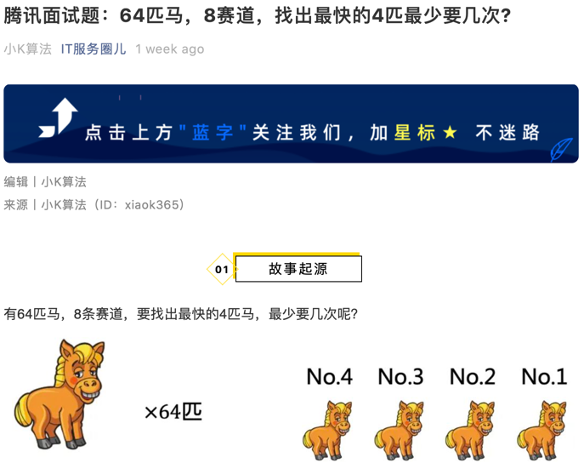 腾讯面试题：64匹马，8赛道，找出最快的4匹最少要几次?
小K算法 IT服务圈儿 1 week ago
点击上方"蓝字"关注我们，加星标★ 不迷路
编辑丨小K算法
来源丨小K算法（ID：xiaok365）
01 故事起源
有64匹马，8条赛道，要找出最快的4匹马，最少要几次呢?
No.4 No.3 No.2 No.1
×64匹